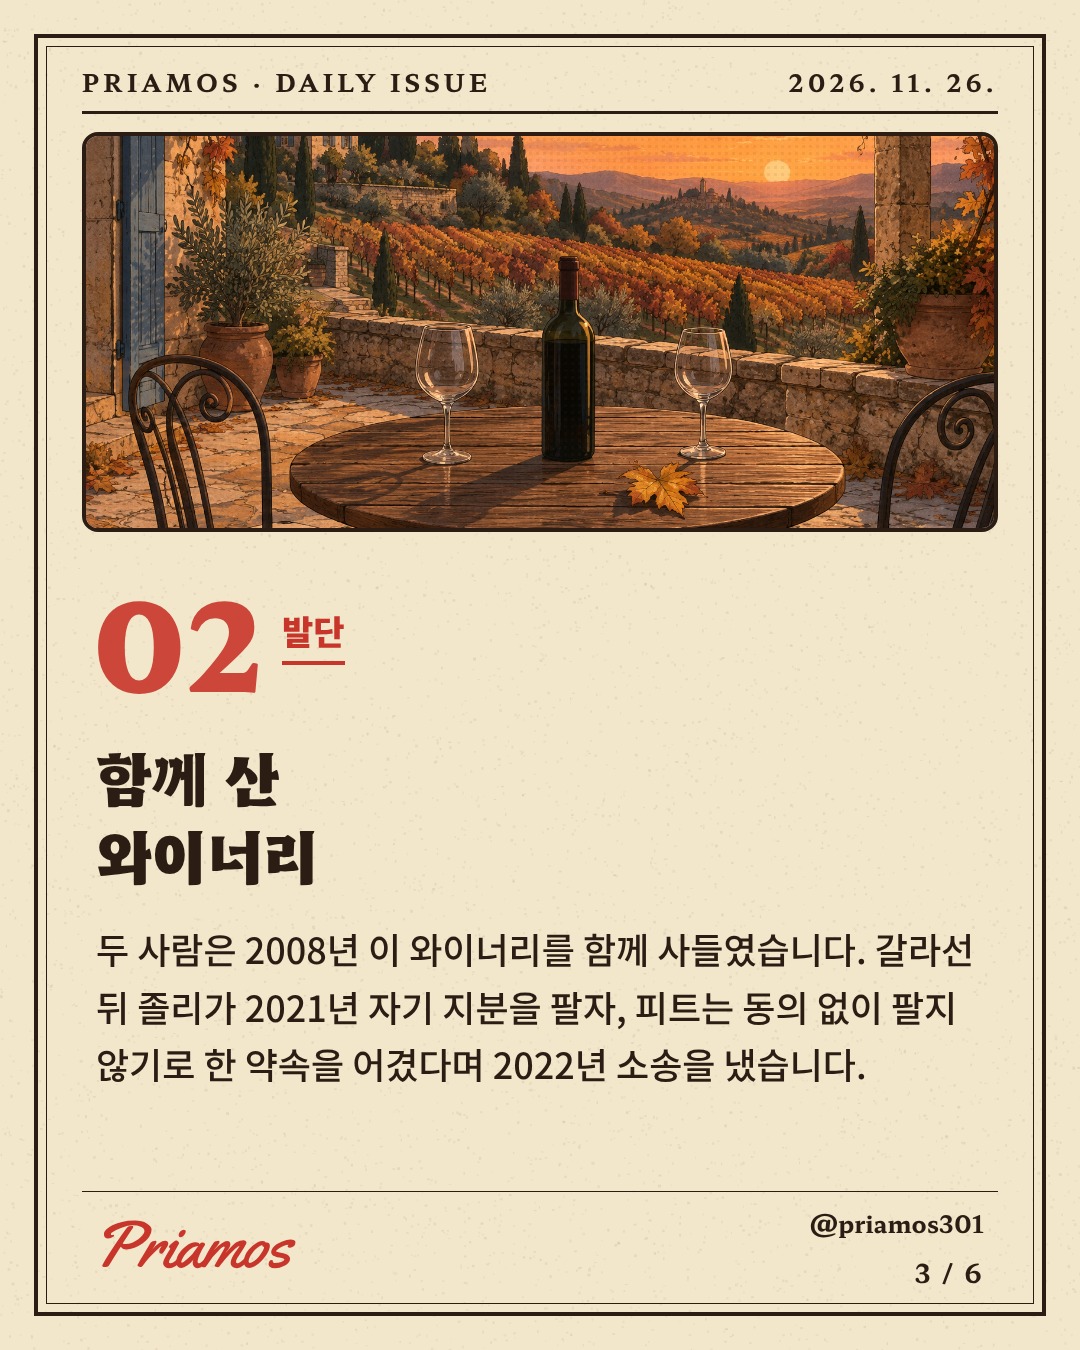 PRIAMOS · DAILY ISSUE
2026. 11. 26.
02
발단
함께 산
와이너리
두 사람은 2008년 이 와이너리를 함께 사들였습니다. 갈라선
뒤 졸리가 2021년 자기 지분을 팔자, 피트는 동의 없이 팔지
않기로 한 약속을 어겼다며 2022년 소송을 냈습니다.
Priamos
@priamos301
3 / 6